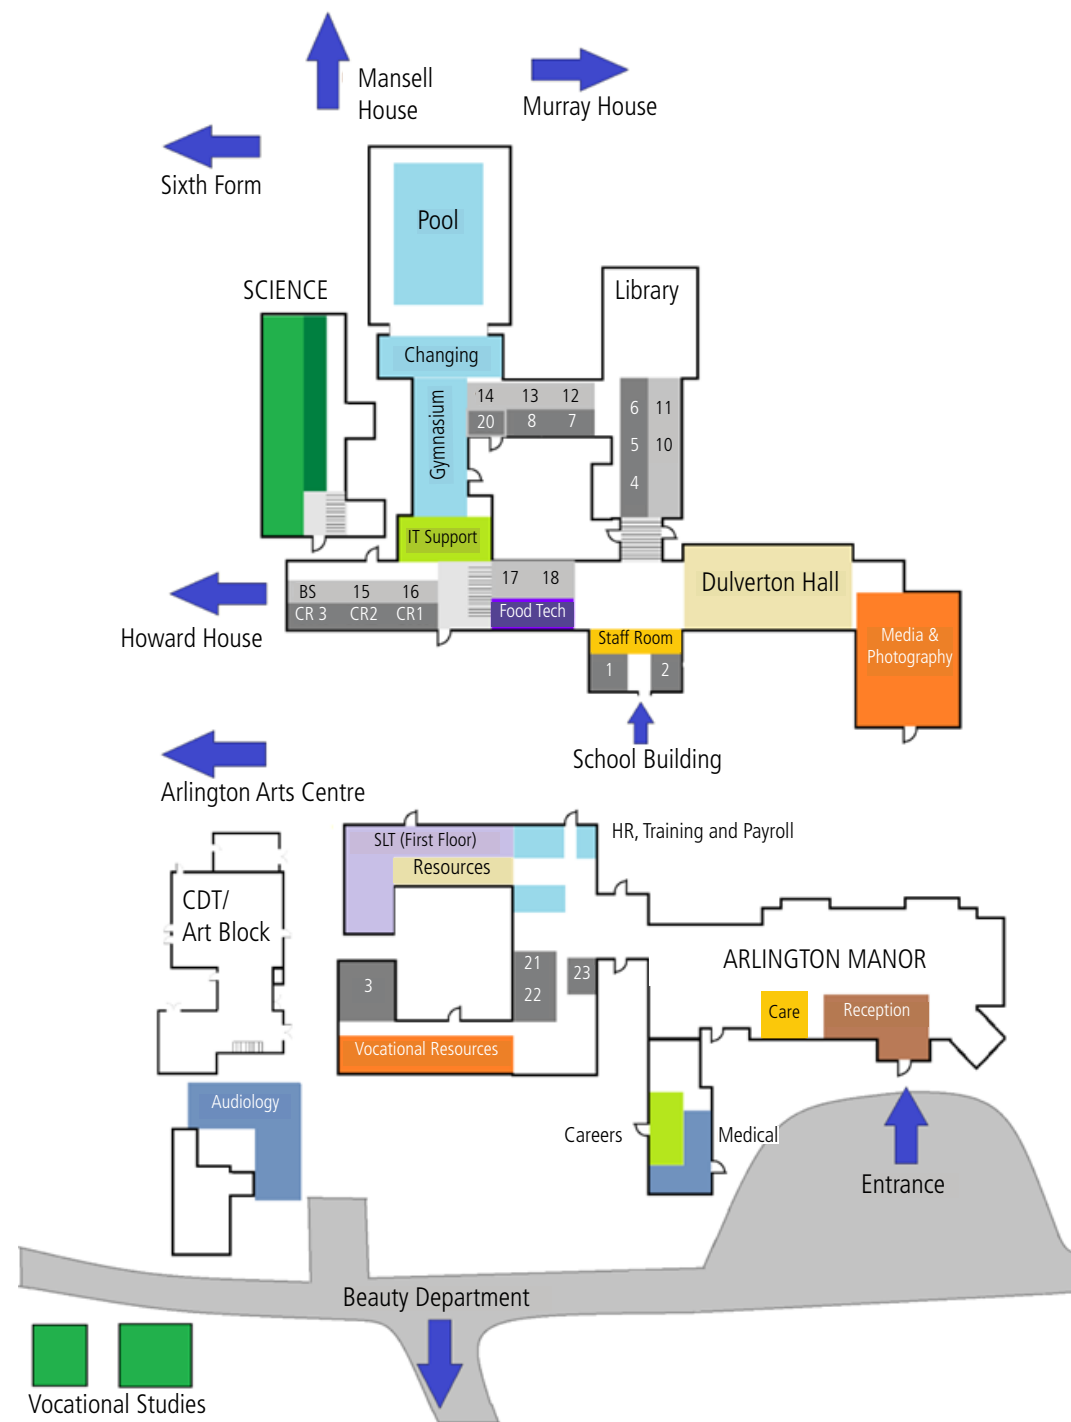 Mansell
House
Murray House
Sixth Form
Pool
SCIENCE
Library
Changing
Gymnasium
14 13 12
20 8 7
6 11
5 10
4
IT Support
BS 15 16
CR 3 CR2 CR1
17 18
Food Tech
Dulverton Hall
Howard House
Staff Room
1 2
Media &
Photography
School Building
Arlington Arts Centre
SLT (First Floor)
HR, Training and Payroll
Resources
CDT/
Art Block
ARLINGTON MANOR
21
22
23
3
Care
Reception
Vocational Resources
Audiology
Careers
Medical
Entrance
Beauty Department
Vocational Studies